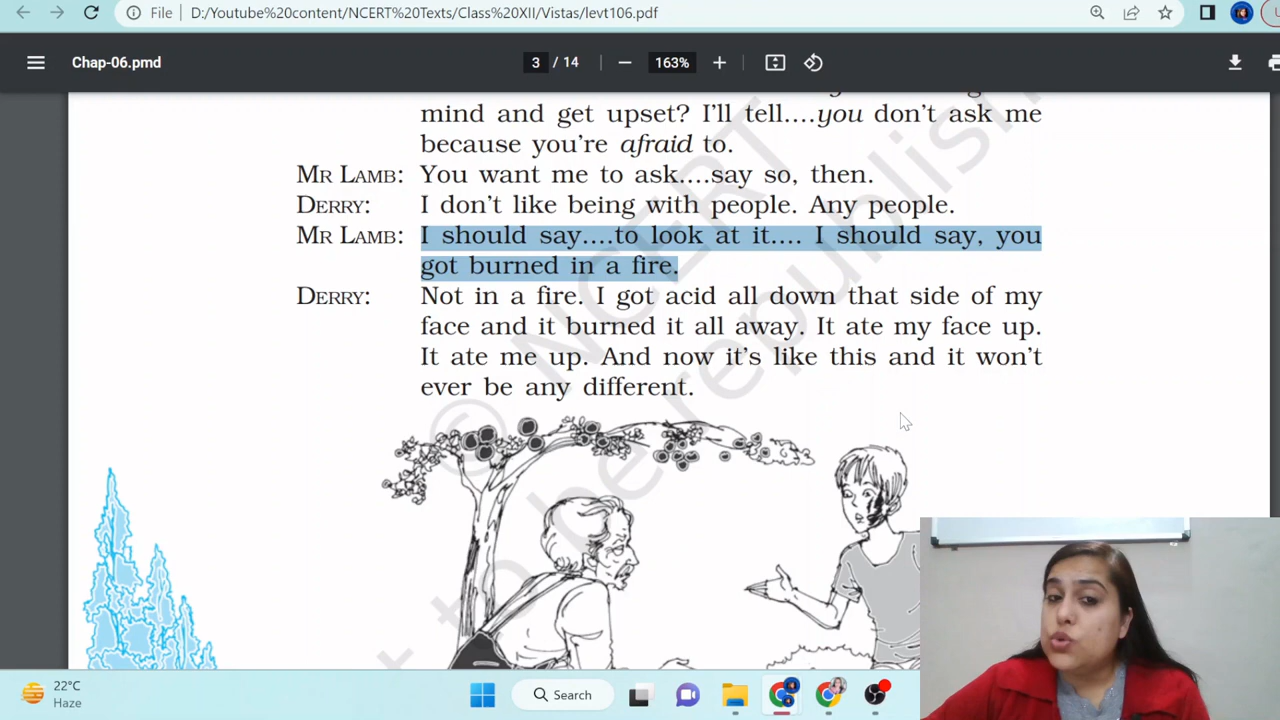 File D:/Youtube%20content/NCERT%20Texts/Class%20XII/Vistas/levt106.pdf
Chap-06.pmd
3 / 14
163%
mind and get upset? I'll tell....you don't ask me
because you're afraid to.
MR LAMB: You want me to ask....say so, then.
DERRY: I don't like being with people. Any people.
MR LAMB: I should say....to look at it.... I should say, you
got burned in a fire.
DERRY: Not in a fire. I got acid all down that side of my
face and it burned it all away. It ate my face up.
It ate me up. And now it's like this and it won't
ever be any different.
© NCERT
be republish
22°C
Haze
Search